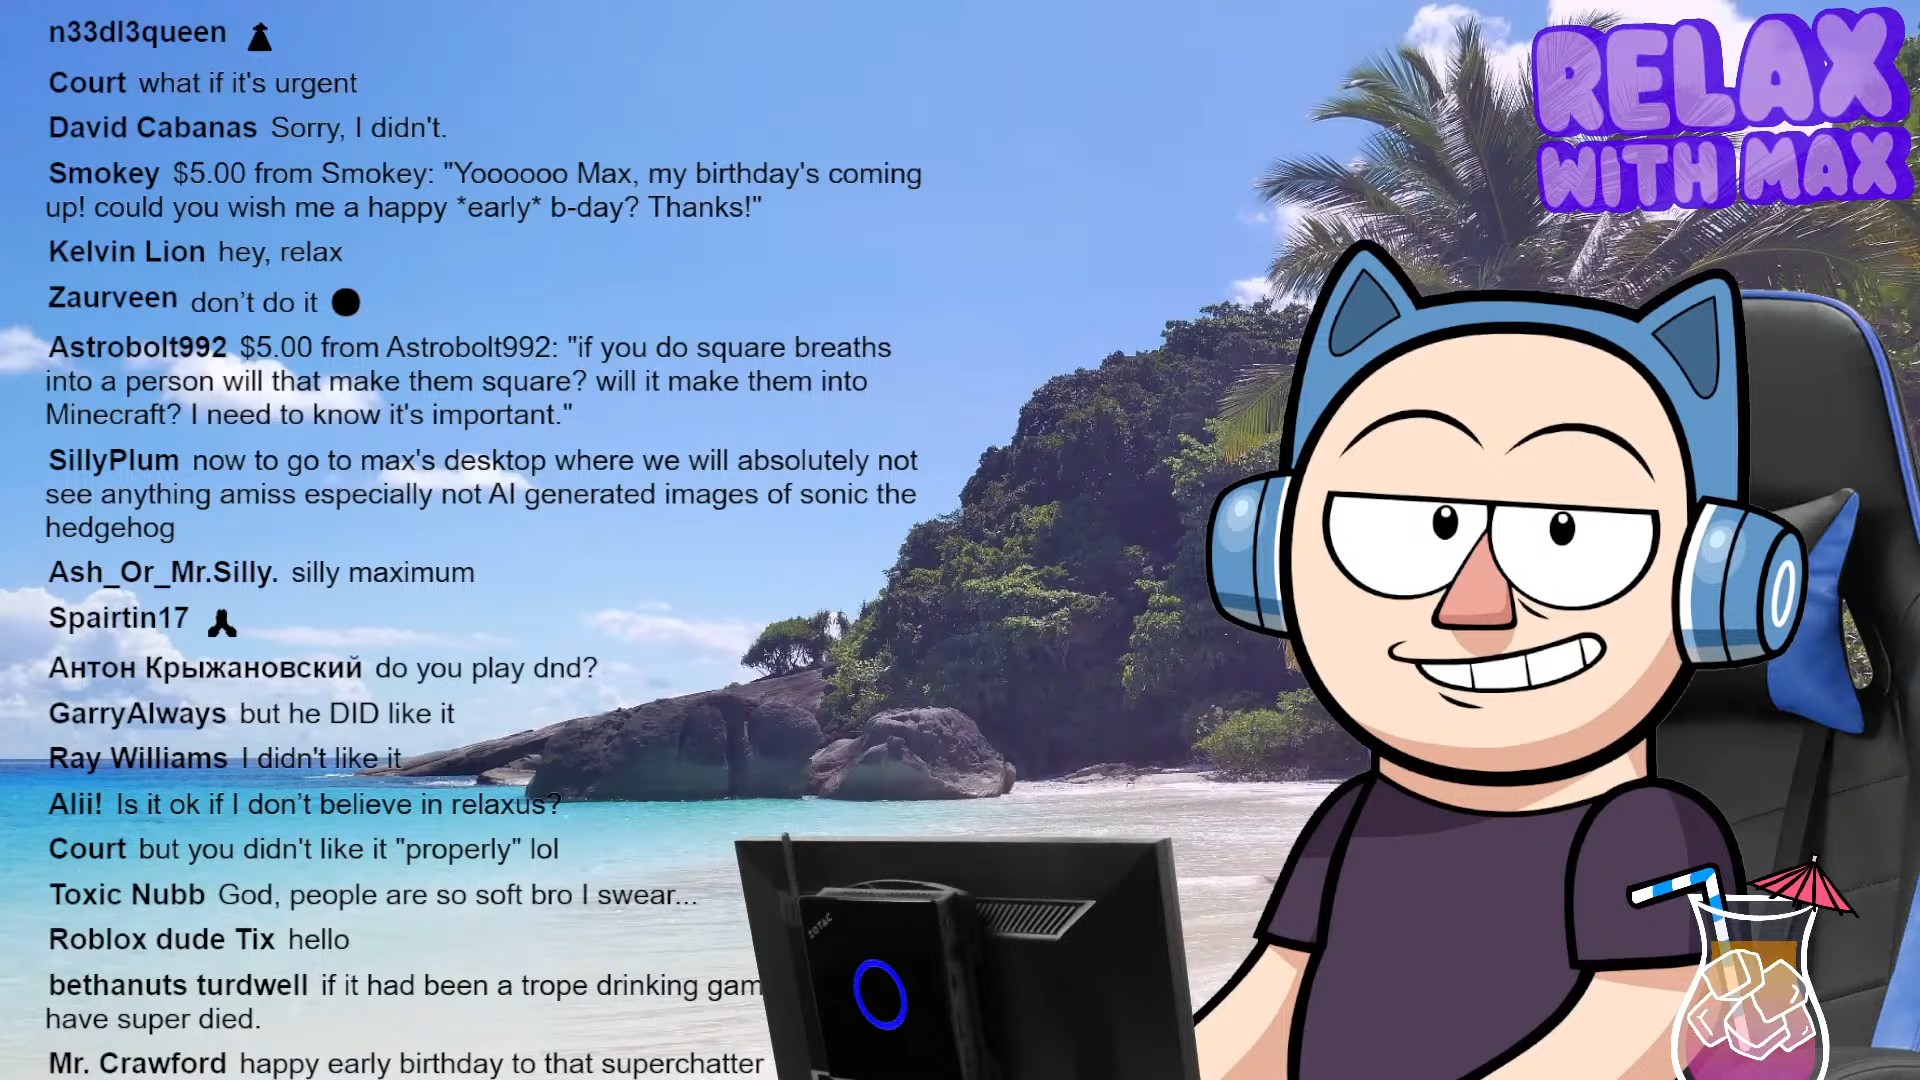 n33dl3queen
Court what if it's urgent
David Cabanas Sorry, I didn't.
Smokey $5.00 from Smokey: "Yoooooo Max, my birthday's coming
up! could you wish me a happy *early* b-day? Thanks!"
Kelvin Lion hey, relax
Zaurveen don’t do it
Astrobolt992 $5.00 from Astrobolt992: "if you do square breaths
into a person will that make them square? will it make them into
Minecraft? I need to know it's important."
SillyPlum now to go to max's desktop where we will absolutely not
see anything amiss especially not AI generated images of sonic the
hedgehog
Ash_Or_Mr.Silly. silly maximum
Spairtin17
Антон Крыжановский do you play dnd?
GarryAlways but he DID like it
Ray Williams I didn't like it
Alii! Is it ok if I don’t believe in relaxus?
Court but you didn't like it "properly" lol
Toxic Nubb God, people are so soft bro I swear...
Roblox dude Tix hello
bethanuts turdwell if it had been a trope drinking gam
have super died.
Mr. Crawford happy early birthday to that superchatter
RELAX
WITH MAX
ZOTAC